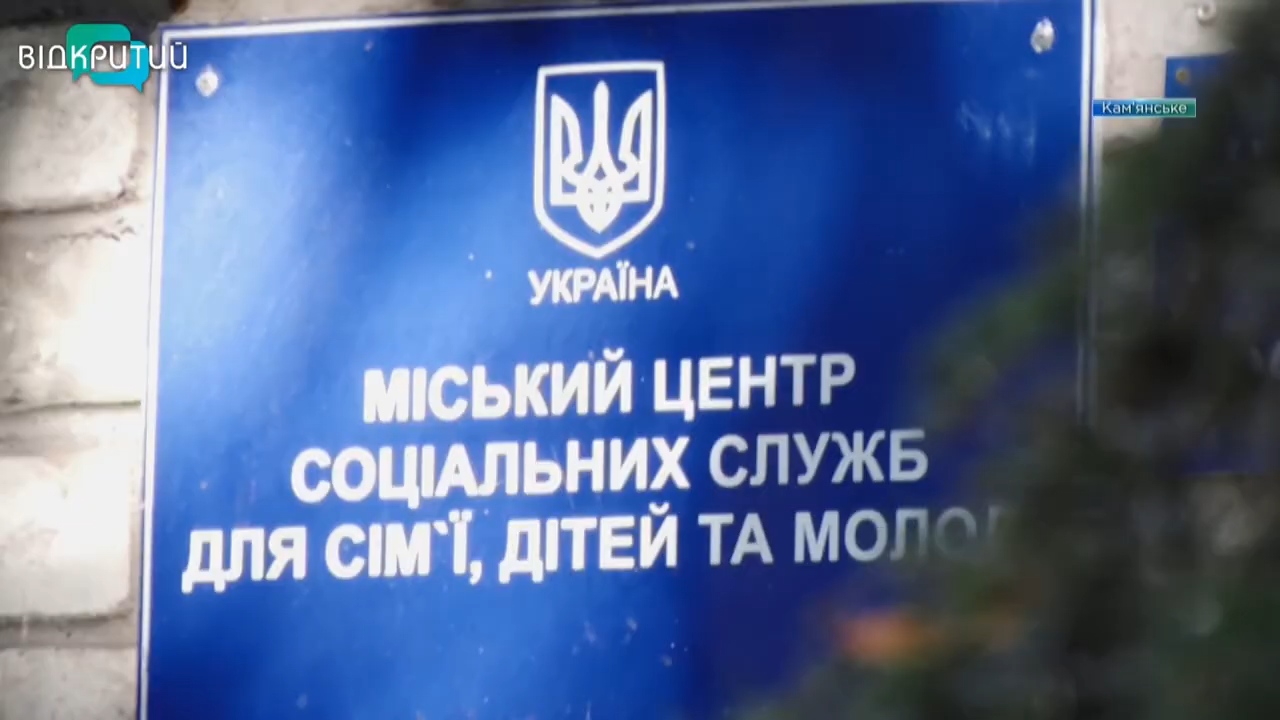 ВІДКРИТИЙ
Кам'янське
УКРАЇНА
МІСЬКИЙ ЦЕНТР
СОЦІАЛЬНИХ СЛУЖБ
ДЛЯ СІМ`Ї, ДІТЕЙ ТА